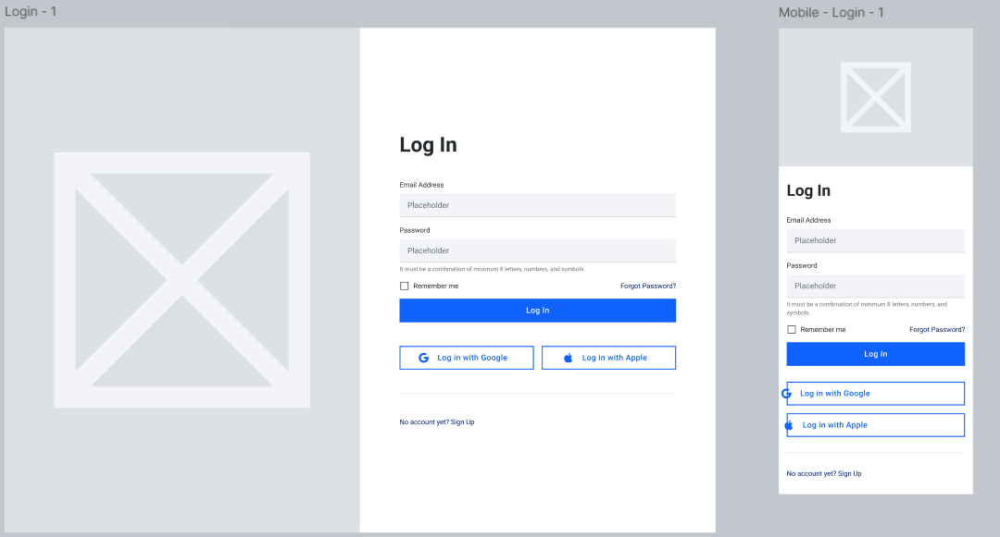 Login - 1
Log In
Email Address
Placeholder
Password
Placeholder
It must be a combination of minimum 8 letters, numbers, and symbols.
Remember me
Forgot Password?
Log In
Log in with Google
Log in with Apple
No account yet? Sign Up
Mobile - Login - 1
Log In
Email Address
Placeholder
Password
Placeholder
It must be a combination of minimum 8 letters, numbers, and
symbols.
Remember me
Forgot Password?
Log In
Log in with Google
Log in with Apple
No account yet? Sign Up